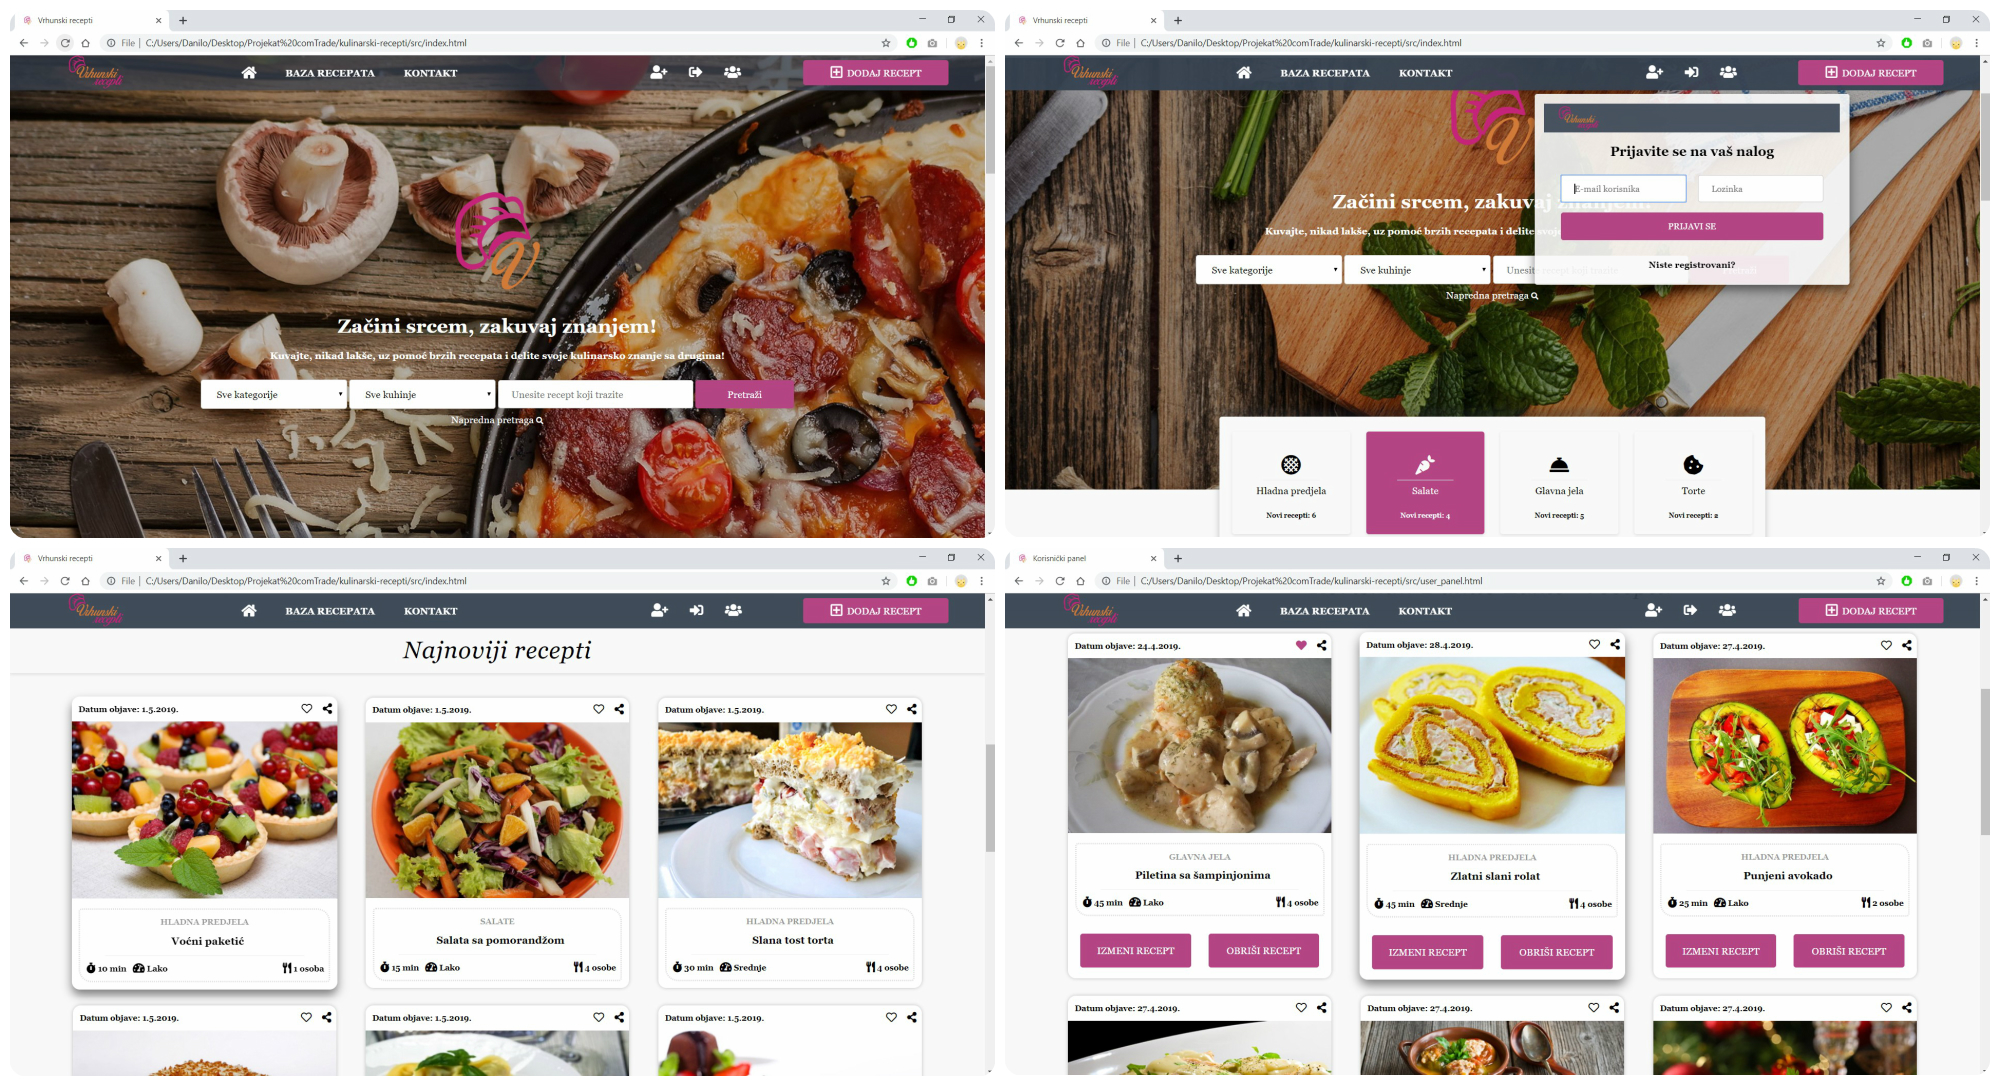 Vrhunski recepti
File | C:/Users/Danilo/Desktop/Projekat%20comTrade/kulinarski-recepti/src/index.html
Vrhunski recepti
BAZA RECEPATA
KONTAKT
DODAJ RECEPT
V
Začini srcem, zakuvaj znanjem!
Kuvajte, nikad lakše, uz pomoć brzih recepata i delite svoje kulinarsko znanje sa drugima!
Sve kategorije
Sve kuhinje
Unesite recept koji trazite
Pretraži
Napredna pretraga
Vrhunski recepti
File | C:/Users/Danilo/Desktop/Projekat%20comTrade/kulinarski-recepti/src/index.html
Vrhunski recepti
BAZA RECEPATA
KONTAKT
DODAJ RECEPT
Vrhunski
Prijavite se na vaš nalog
E-mail korisnika
Lozinka
PRIJAVI SE
Niste registrovani?
V
Začini srcem, zakuvaj znanjem!
Kuvajte, nikad lakše, uz pomoć brzih recepata i delite svoje
Sve kategorije
Sve kuhinje
Unesite recept koji trazite
Napredna pretraga
Hladna predjela
Novi recepti: 6
Salate
Novi recepti: 4
Glavna jela
Novi recepti: 5
Torte
Novi recepti: 2
Vrhunski recepti
File | C:/Users/Danilo/Desktop/Projekat%20comTrade/kulinarski-recepti/src/index.html
Vrhunski recepti
BAZA RECEPATA
KONTAKT
DODAJ RECEPT
Najnoviji recepti
Datum objave: 1.5.2019.
HLADNA PREDJELA
Voćni paketić
10 min Lako 1 osoba
Datum objave: 1.5.2019.
SALATE
Salata sa pomorandžom
15 min Lako 4 osobe
Datum objave: 1.5.2019.
HLADNA PREDJELA
Slana tost torta
30 min Srednje 4 osobe
Datum objave: 1.5.2019.
Datum objave: 1.5.2019.
Datum objave: 1.5.2019.
Korisnički panel
File | C:/Users/Danilo/Desktop/Projekat%20comTrade/kulinarski-recepti/src/user_panel.html
Vrhunski recepti
BAZA RECEPATA
KONTAKT
DODAJ RECEPT
Datum objave: 24.4.2019.
GLAVNA JELA
Piletina sa šampinjonima
45 min Lako 4 osobe
IZMENI RECEPT
OBRIŠI RECEPT
Datum objave: 28.4.2019.
HLADNA PREDJELA
Zlatni slani rolat
45 min Srednje 4 osobe
IZMENI RECEPT
OBRIŠI RECEPT
Datum objave: 27.4.2019.
HLADNA PREDJELA
Punjeni avokado
25 min Lako 2 osobe
IZMENI RECEPT
OBRIŠI RECEPT
Datum objave: 27.4.2019.
Datum objave: 27.4.2019.
Datum objave: 27.4.2019.